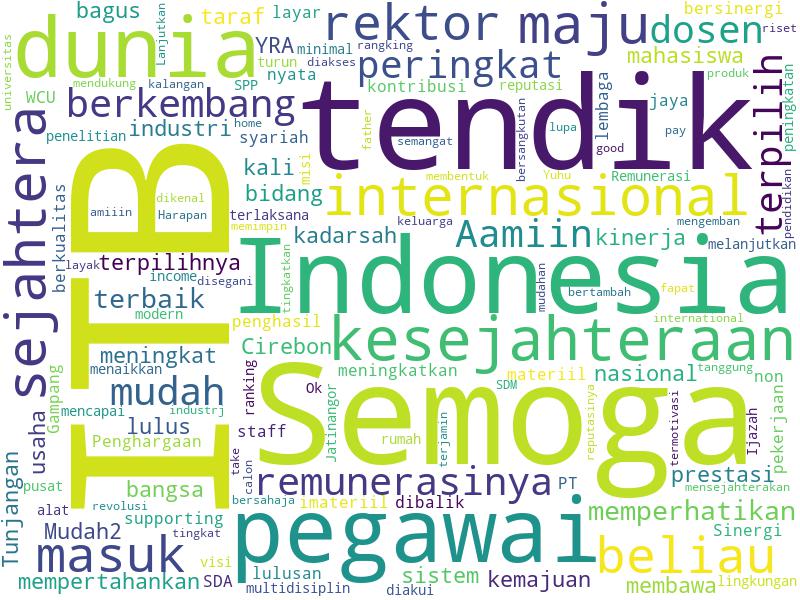 bagus
Lanjutkan
taraf
layar
rektor
maju
dosen
bersinergi
riset
universitas
dunia
YRA
minimal
rangking
turun
diakses
peringkat
mahasiswa
mendukung
kalangan
SPP
nyata
kontribusi
reputasi
lembaga
produk
WCU
berkembang
tendik
jaya
terpilih
peningkatan
penelitian
industri
home
syariah
father
semangat
bersangkutan
lupa
good
pay
pendidikan
sejahtera
ITB
kali
misi
membentuk
Yuhu
Remunerasi
dikenal
bidang
internasional
amiiin
Harapan
terlaksana
keluarga
mengemban
berkualitas
memimpin
kadarsah
Aamiin
kinerja
melanjutkan
layak
terpilihnya
income
disegani
tingkatkan
Indonesia
mudahan
bertambah
fapat
terbaik
modern
penghasil
international
meningkat
Cirebon
kesejahteraan
menaikkan
Gampang
mudah
ranking
Ok
meningkatkan
SDM
materiil
nasional
tanggung
non
mencapai
industrj
usaha
lulus
Jatinangor
Semoga
reputasinya
termotivasi
Ijazah
pekerjaan
Penghargaan
staff
rumah
terjamin
Tunjangan
take
calon
pusat
bangsa
remunerasinya
PT
prestasi
mensejahterakan
alat
revolusi
bersahaja
imateriil
dibalik
Mudah2
supporting
pegawai
memperhatikan
Sinergi
tingkat
masuk
visi
beliau
mempertahankan
SDA
lulusan
multidisiplin
sistem
diakui
kemajuan
membawa
lingkungan